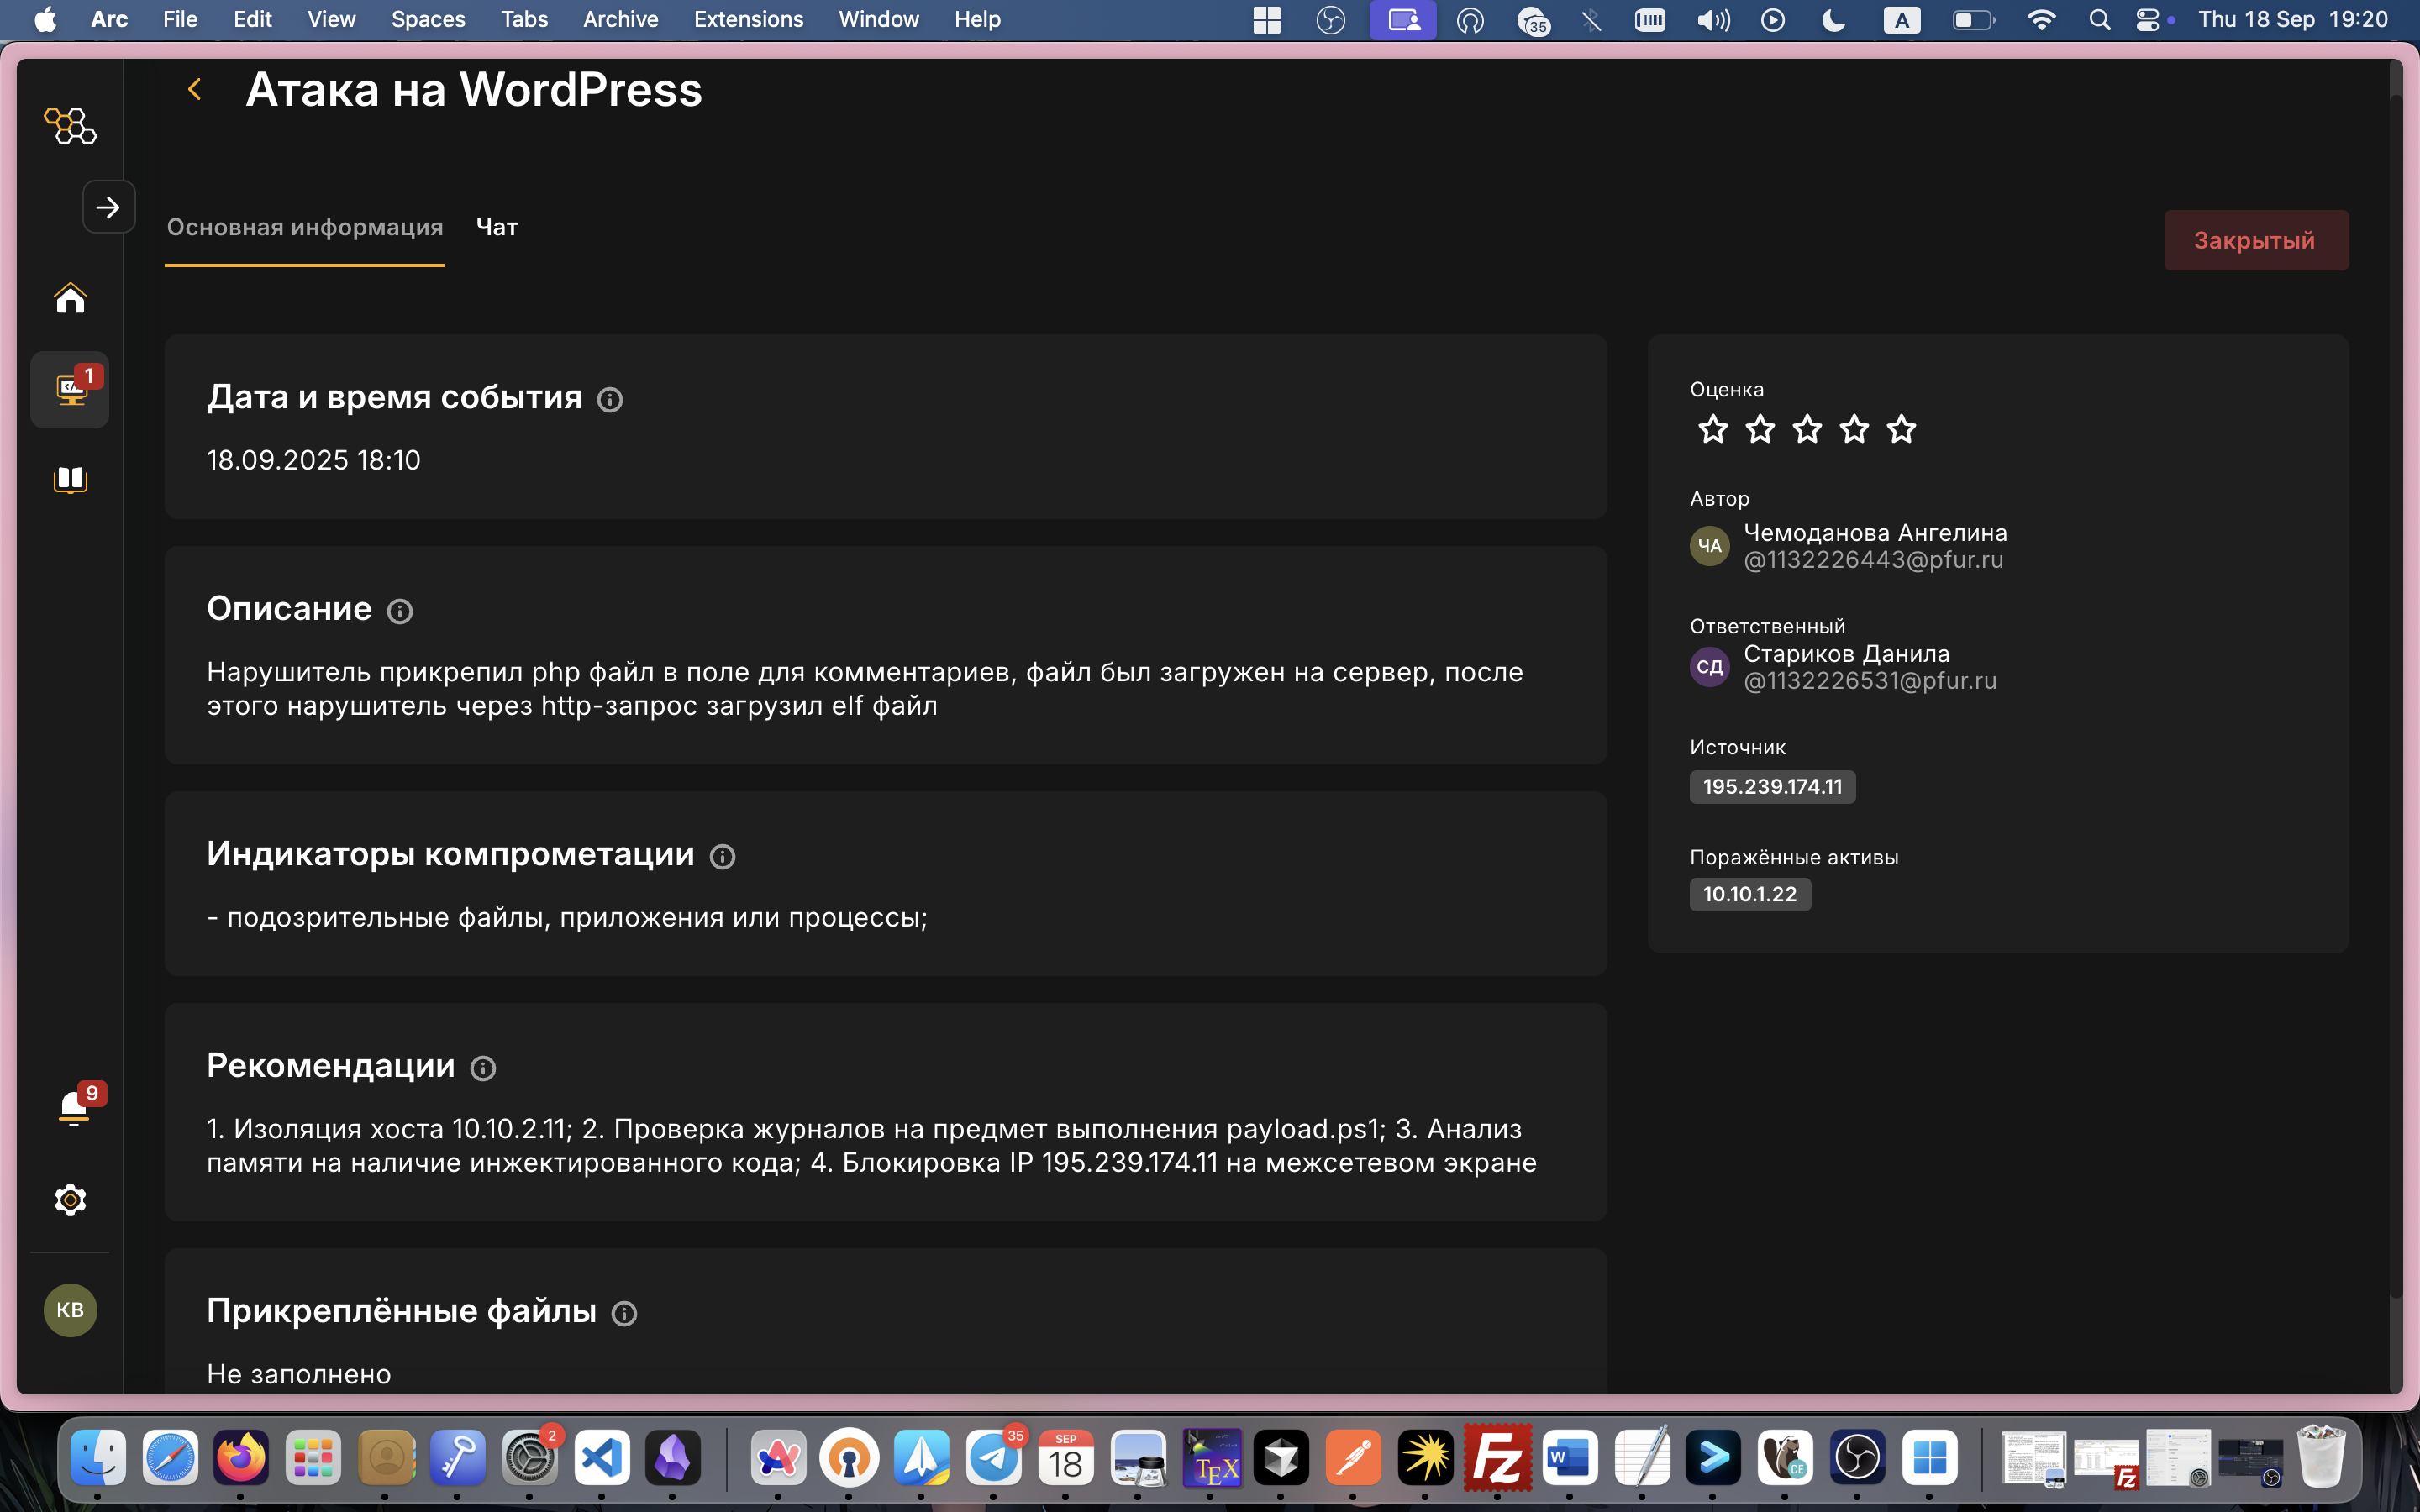 Arc File Edit View Spaces Tabs Archive Extensions Window Help 35 A Thu 18 Sep 19:20
Атака на WordPress
Основная информация Чат
Закрытый
1
Дата и время события
18.09.2025 18:10
Описание
Нарушитель прикрепил php файл в поле для комментариев, файл был загружен на сервер, после
этого нарушитель через http-запрос загрузил elf файл
Индикаторы компрометации
- подозрительные файлы, приложения или процессы;
Рекомендации
1. Изоляция хоста 10.10.2.11; 2. Проверка журналов на предмет выполнения payload.ps1; 3. Анализ
памяти на наличие инжектированного кода; 4. Блокировка IP 195.239.174.11 на межсетевом экране
Прикреплённые файлы
Не заполнено
Оценка
Автор
ЧА
Чемоданова Ангелина
@1132226443@pfur.ru
Ответственный
СД
Стариков Данила
@1132226531@pfur.ru
Источник
195.239.174.11
Поражённые активы
10.10.1.22
9
КВ
2 35 SEP
18 TEX Fz W CE